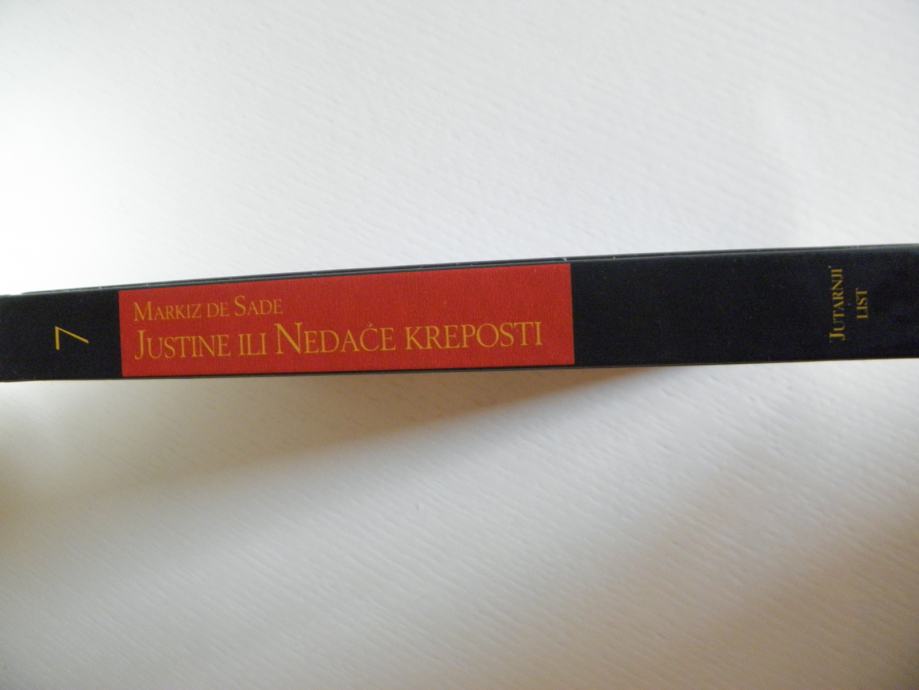 7
MARKIZ DE SADE
JUSTINE ILI NEDAĆE KREPOSTI
JUTARNJI
LIST